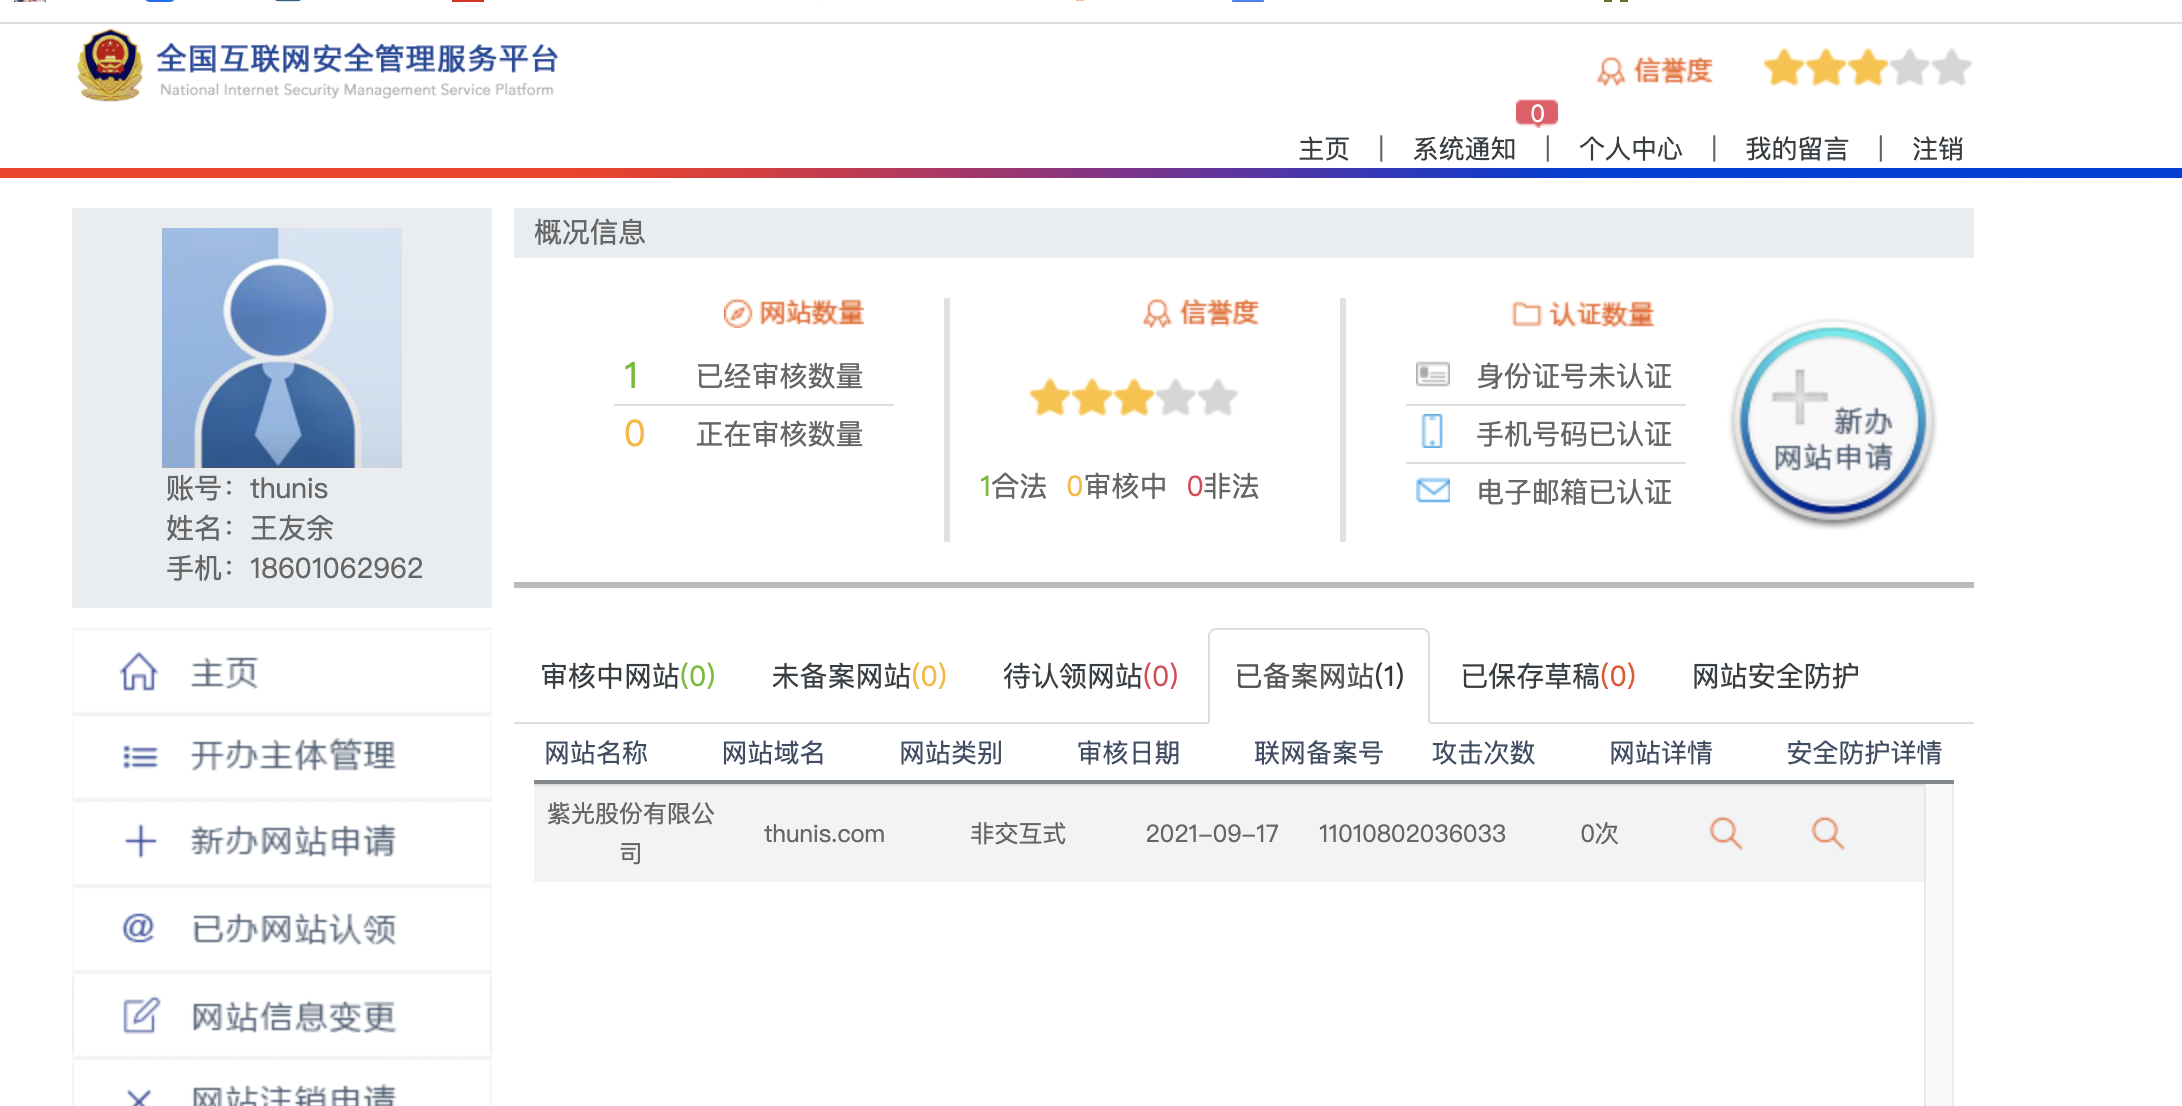 全国互联网安全管理服务平台
National Internet Security Management Service Platform
信誉度
0
主页 | 系统通知 | 个人中心 | 我的留言 | 注销
账号：thunis
姓名：王友余
手机：18601062962
主页
开办主体管理
新办网站申请
已办网站认领
网站信息变更
网站注销申请
概况信息
网站数量
1 已经审核数量
0 正在审核数量
信誉度
1合法 0审核中 0非法
认证数量
身份证号未认证
手机号码已认证
电子邮箱已认证
新办
网站申请
审核中网站(0) 未备案网站(0) 待认领网站(0) 已备案网站(1) 已保存草稿(0) 网站安全防护
网站名称 网站域名 网站类别 审核日期 联网备案号 攻击次数 网站详情 安全防护详情
紫光股份有限公
司
thunis.com 非交互式 2021-09-17 11010802036033 0次